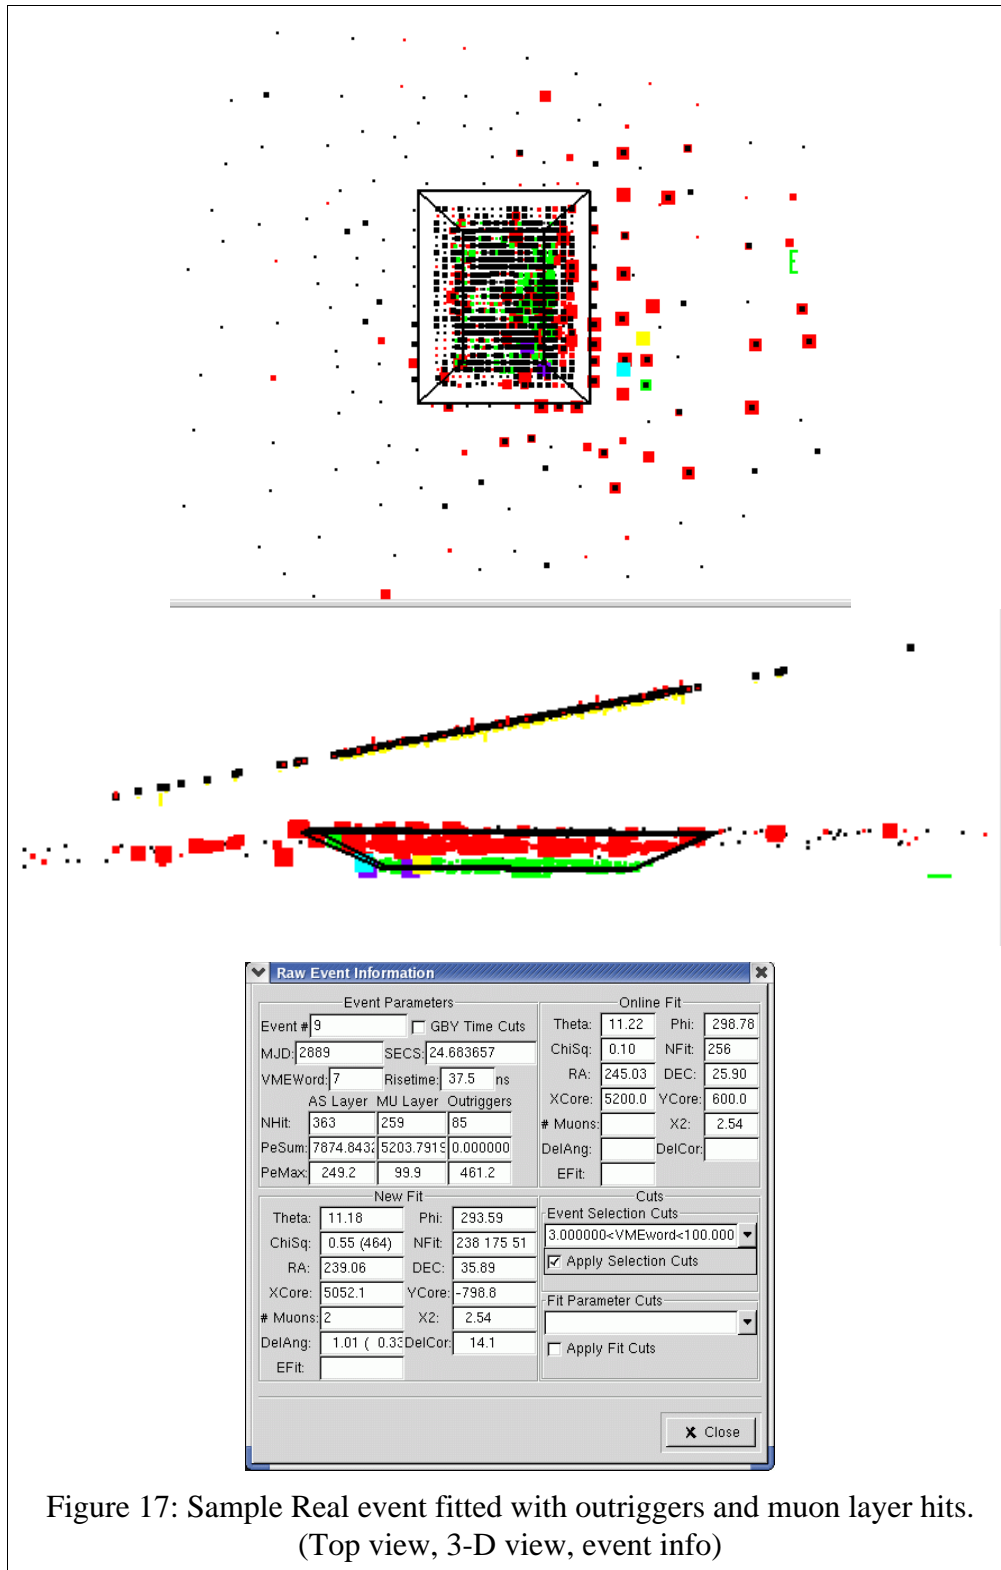 E
Raw Event Information
Event Parameters
Event # 9 GBY Time Cuts
MJD: 2889 SECS: 24.683657
VMEWord: 7 Risetime: 37.5 ns
AS Layer MU Layer Outriggers
NHit: 363 259 85
PeSum: 7874.843 5203.791 0.000000
PeMax: 249.2 99.9 461.2
Online Fit
Theta: 11.22 Phi: 298.78
ChiSq: 0.10 NFit: 256
RA: 245.03 DEC: 25.90
XCore: 5200.0 YCore: 600.0
# Muons: X2: 2.54
DelAng: DelCor:
EFit:
New Fit
Theta: 11.18 Phi: 293.59
ChiSq: 0.55 (464) NFit: 238 175 51
RA: 239.06 DEC: 35.89
XCore: 5052.1 YCore: -798.8
# Muons: 2 X2: 2.54
DelAng: 1.01 ( 0.33 DelCor: 14.1
EFit:
Cuts
Event Selection Cuts
3.000000<VMEword<100.000
Apply Selection Cuts
Fit Parameter Cuts
Apply Fit Cuts
Close
Figure 17: Sample Real event fitted with outriggers and muon layer hits.
(Top view, 3-D view, event info)